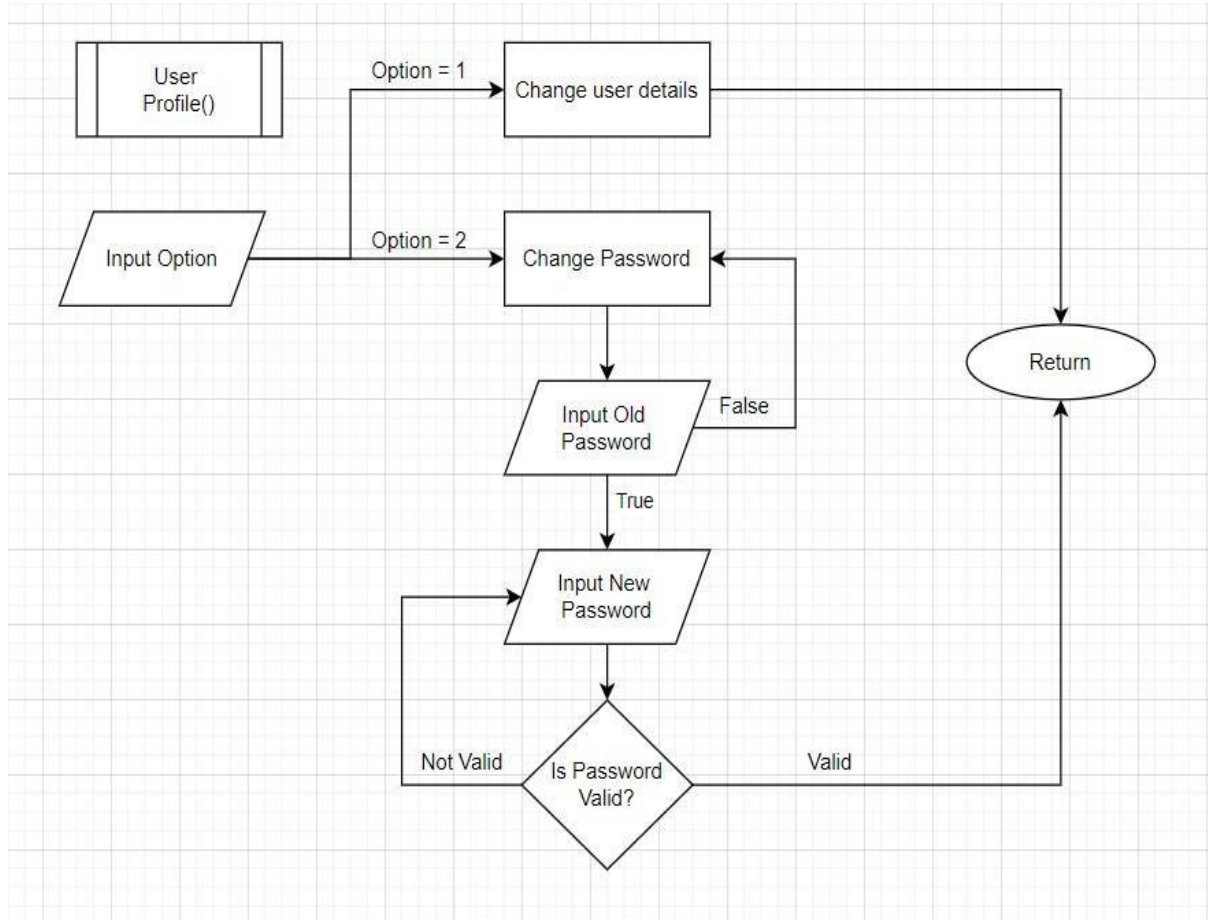 User
Profile()
Option = 1
Change user details
Input Option
Option = 2
Change Password
Return
Input Old
Password
False
True
Input New
Password
Not Valid
Is Password
Valid?
Valid